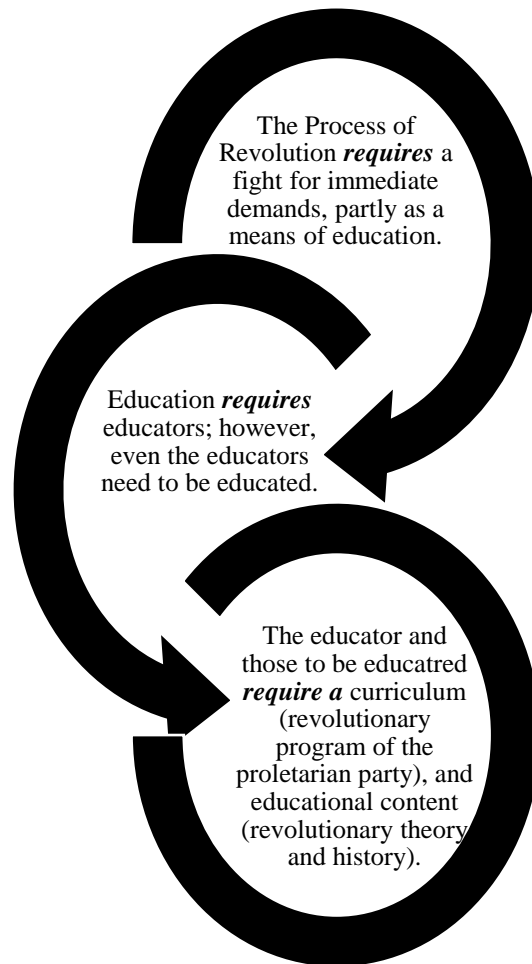 The Process of
Revolution requires a
fight for immediate
demands, partly as a
means of education.
Education requires
educators; however,
even the educators
need to be educated.
The educator and
those to be educatred
require a curriculum
(revolutionary
program of the
proletarian party), and
educational content
(revolutionary theory
and history).